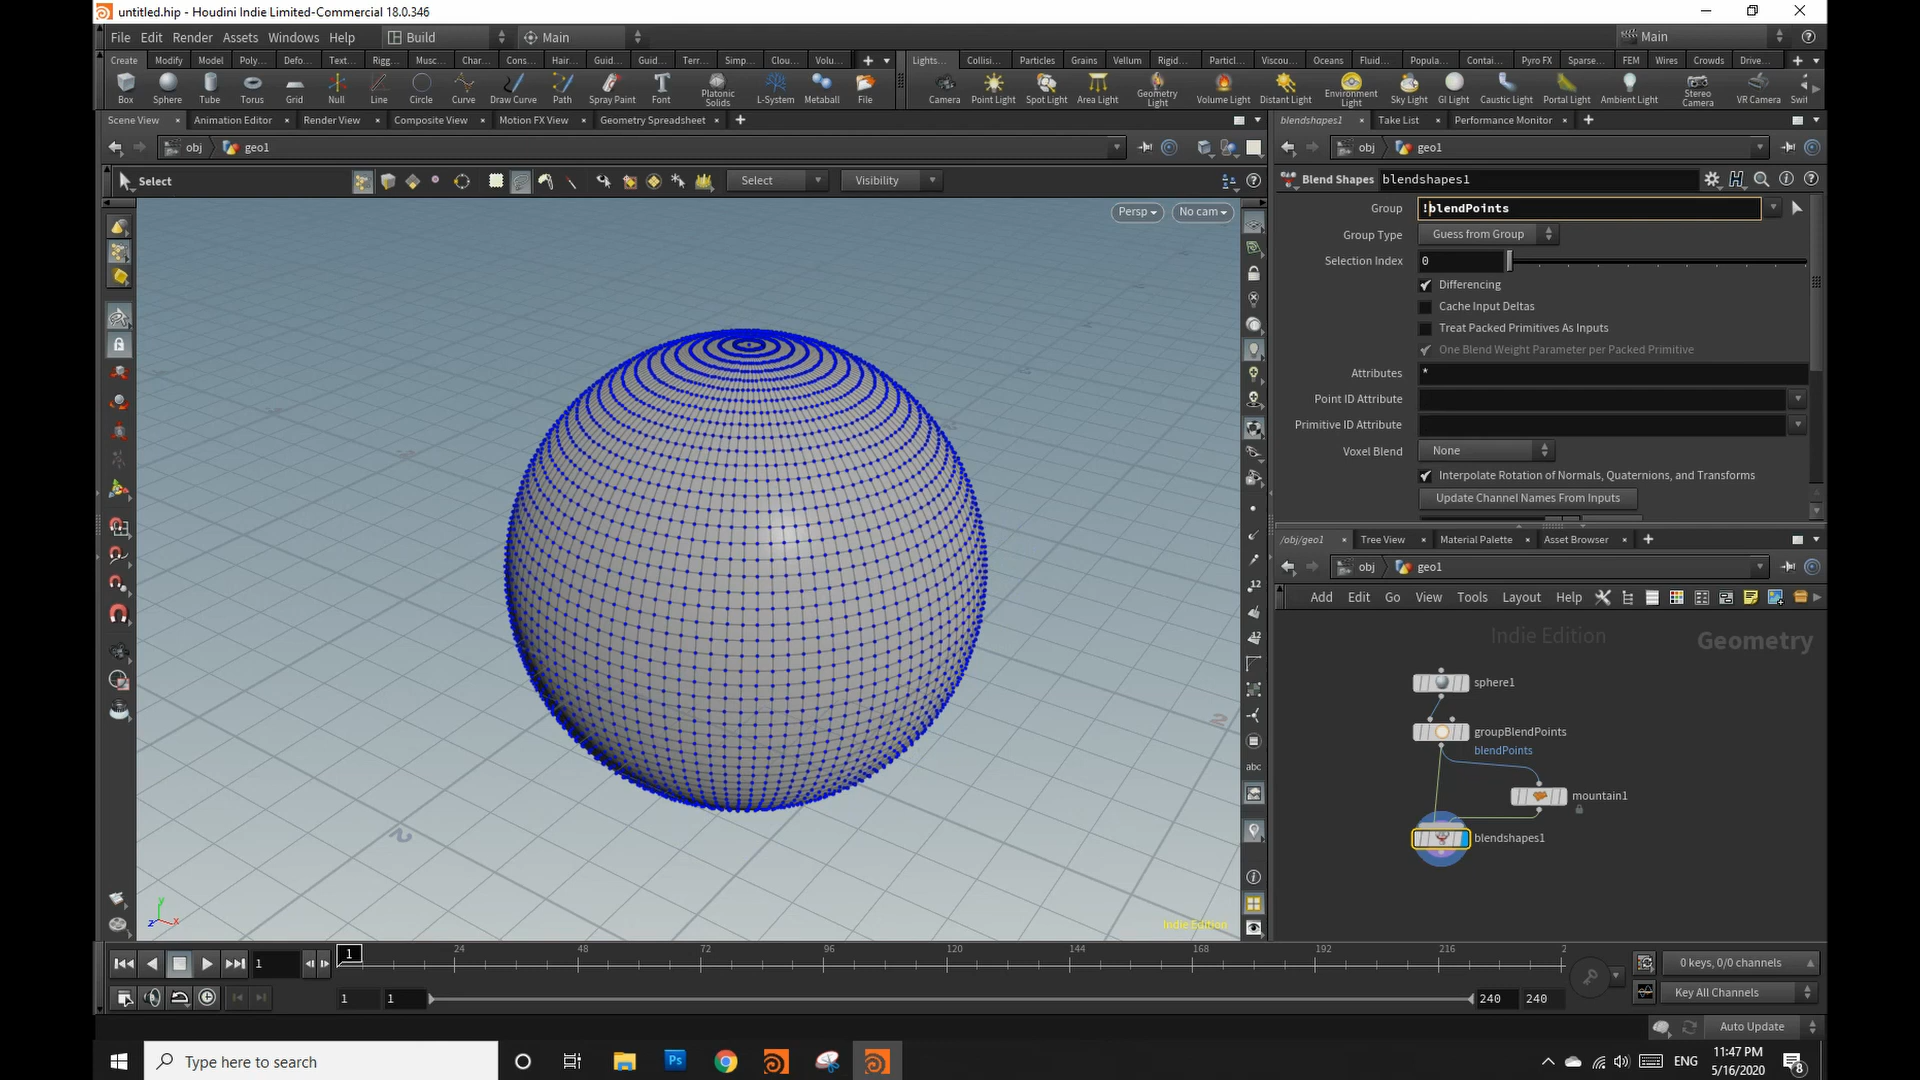 untitled.hip - Houdini Indie Limited-Commercial 18.0.346
File Edit Render Assets Windows Help Build Main Main
Create Modify Model Poly... Defo... Text... Rigg... Musc... Char... Cons... Hair... Guid... Guid... Terr... Simp... Clou... Volu...
Lights... Collisi... Particles Grains Vellum Rigid... Particl... Viscou... Oceans Fluid... Popula... Contai... Pyro FX Sparse... FEM Wires Crowds Drive...
Box Sphere Tube Torus Grid Null Line Circle Curve Draw Curve Path Spray Paint Font Platonic Solids L-System Metaball File
Camera Point Light Spot Light Area Light Geometry Light Volume Light Distant Light Environment Light Sky Light GI Light Caustic Light Portal Light Ambient Light Stereo Camera VR Camera Swit
Scene View Animation Editor Render View Composite View Motion FX View Geometry Spreadsheet
blendshapes1 Take List Performance Monitor
obj geo1
obj geo1
Select Select Visibility
Persp No cam
Blend Shapes blendshapes1
Group !blendPoints
Group Type Guess from Group
Selection Index 0
Differencing
Cache Input Deltas
Treat Packed Primitives As Inputs
One Blend Weight Parameter per Packed Primitive
Attributes *
Point ID Attribute
Primitive ID Attribute
Voxel Blend None
Interpolate Rotation of Normals, Quaternions, and Transforms
Update Channel Names From Inputs
/obj/geo1 Tree View Material Palette Asset Browser
obj geo1
Add Edit Go View Tools Layout Help
Indie Edition Geometry
sphere1
groupBlendPoints
blendPoints
mountain1
blendshapes1
12
12
abc
2
2
y
z x
Indie Edition
1 1 24 48 72 96 120 144 168 192 216 2
0 keys, 0/0 channels
1 1 240 240
Key All Channels
Auto Update
Type here to search
Ps
ENG
11:47 PM
5/16/2020
8